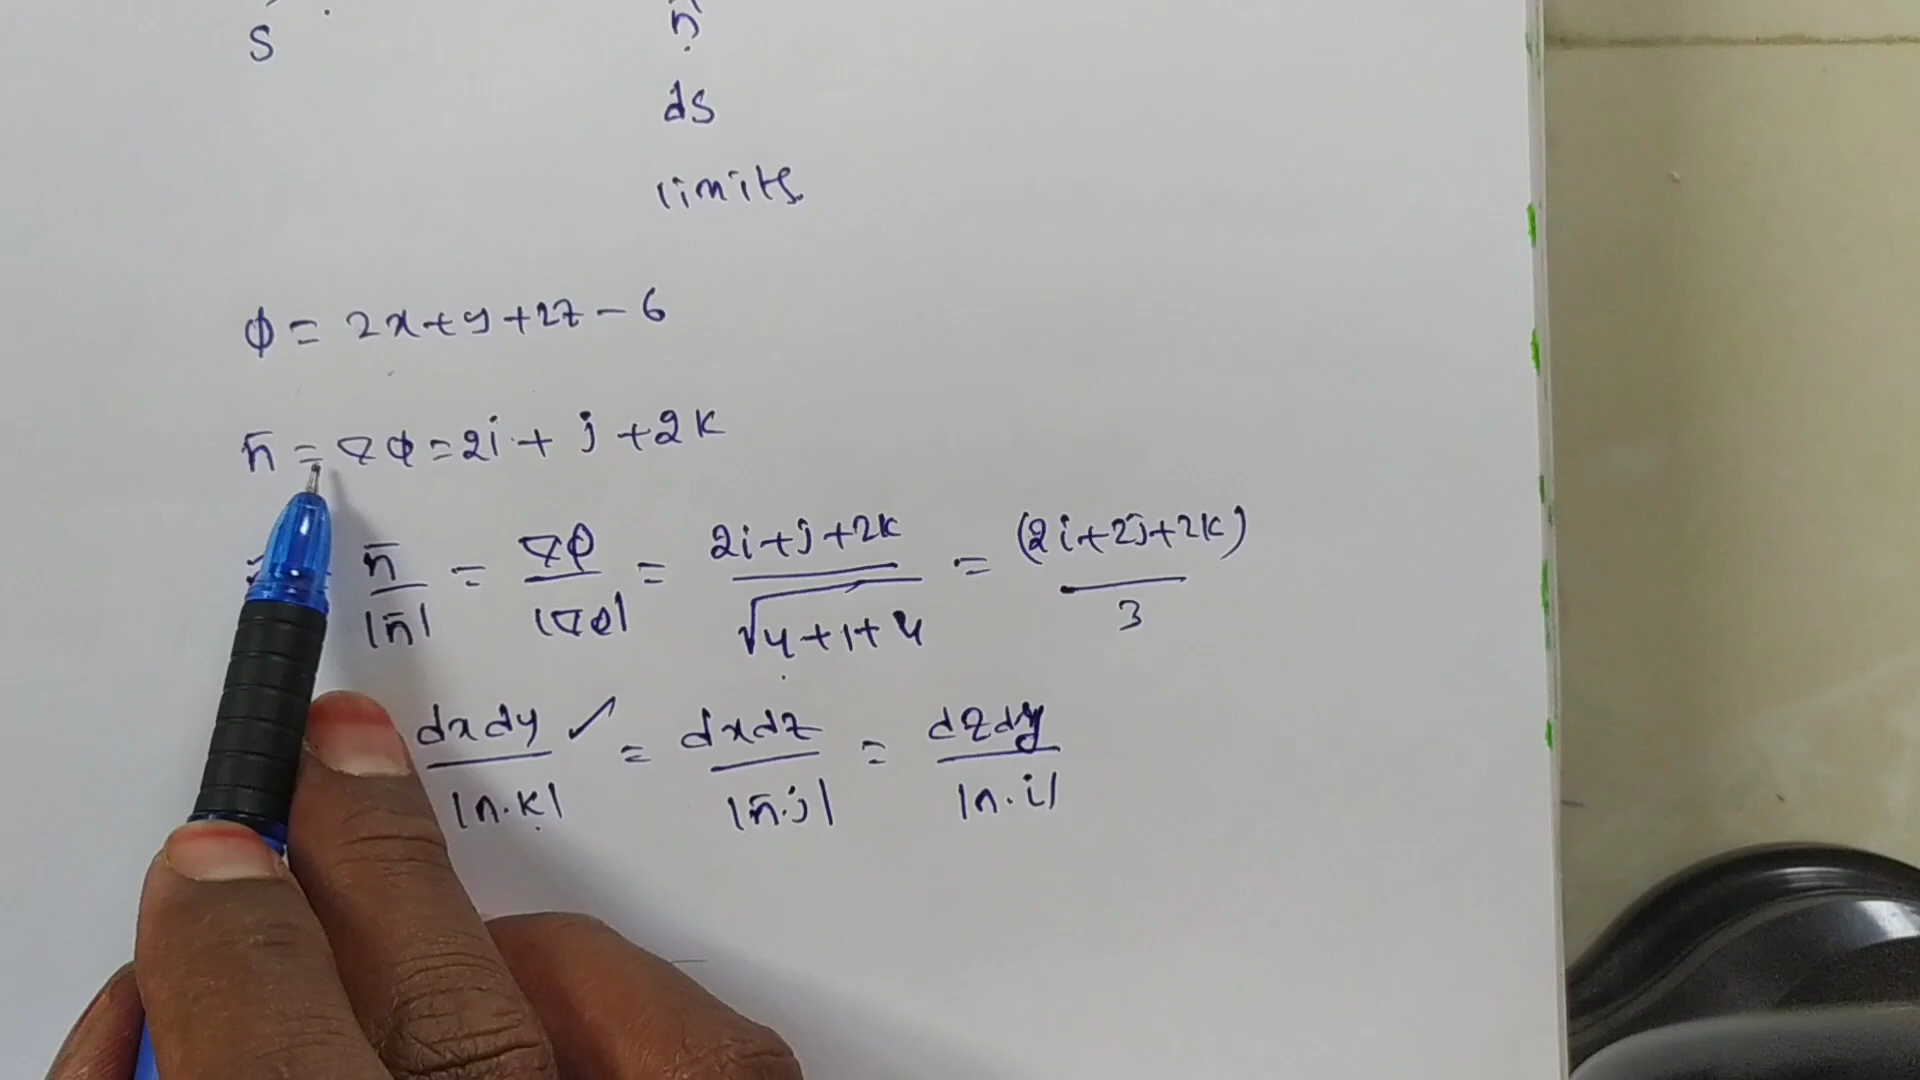 S n̄
ds
limits
ϕ = 2x+y+2z-6
n̄ = ∇ϕ = 2i + j + 2k
n̄/|n̄| = ∇ϕ/|∇ϕ| = 2i+j+2k/√4+1+4 = (2i+2j+2k)/3
dxdy/|n.k| ✓ = dxdz/|n̄.j| = dzdy/|n.i|